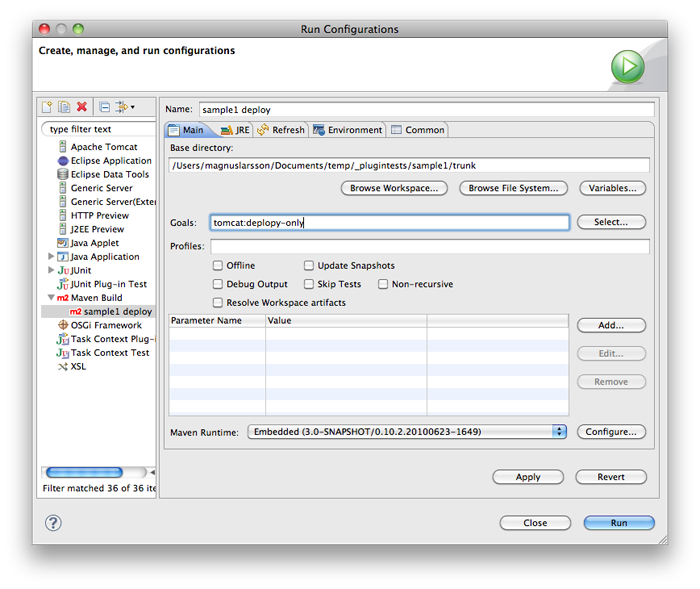 Run Configurations
Create, manage, and run configurations
type filter text
Apache Tomcat
Eclipse Application
Eclipse Data Tools
Generic Server
Generic Server(Exter
HTTP Preview
J2EE Preview
Java Applet
Java Application
JUnit
JUnit Plug-in Test
m2 Maven Build
m2 sample1 deploy
OSGi Framework
Task Context Plug-i
Task Context Test
XSL
Filter matched 36 of 36 ite
Name: sample1 deploy
Main JRE Refresh Environment Common
Base directory:
/Users/magnuslarsson/Documents/temp/_plugintests/sample1/trunk
Browse Workspace... Browse File System... Variables...
Goals: tomcat:deplopy-only Select...
Profiles:
Offline Update Snapshots
Debug Output Skip Tests Non-recursive
Resolve Workspace artifacts
Parameter Name Value
Add...
Edit...
Remove
Maven Runtime: Embedded (3.0-SNAPSHOT/0.10.2.20100623-1649) Configure...
Apply Revert
? Close Run